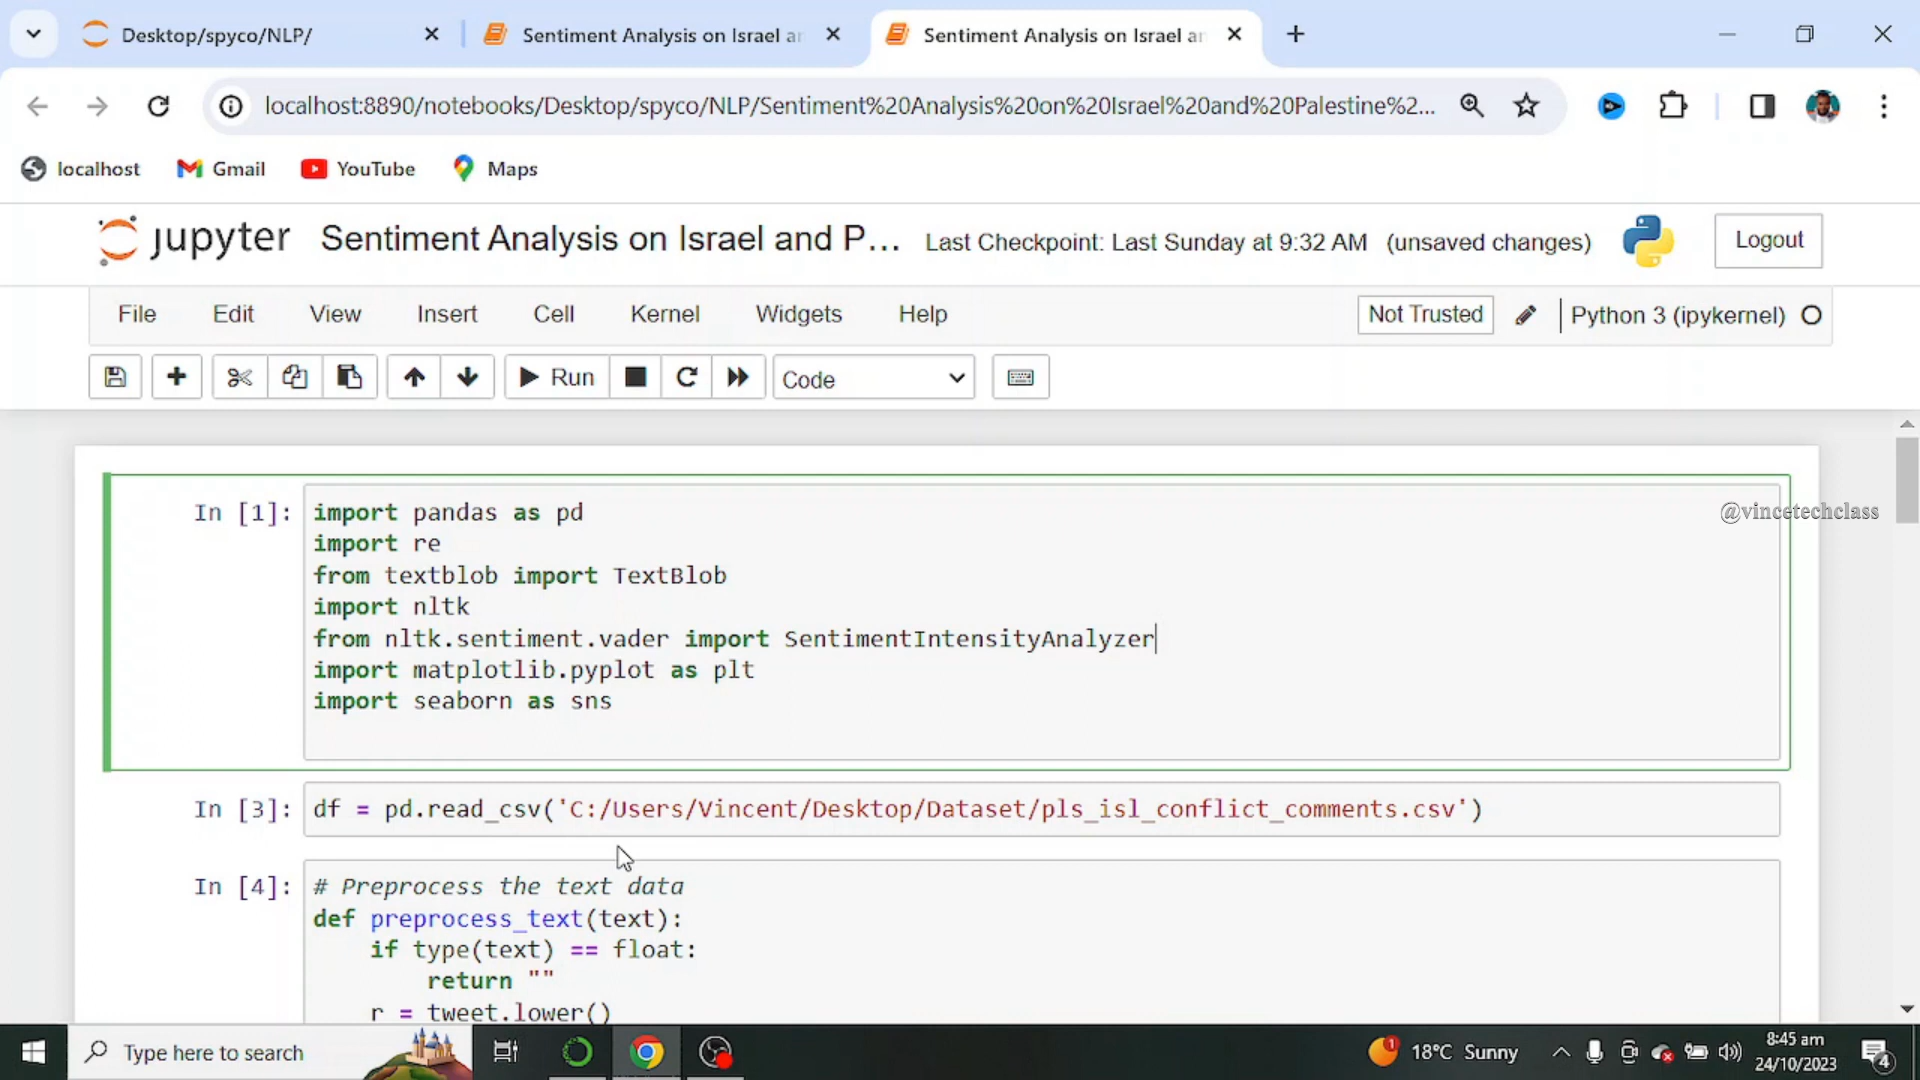 Desktop/spyco/NLP/
Sentiment Analysis on Israel ar
Sentiment Analysis on Israel ar
localhost:8890/notebooks/Desktop/spyco/NLP/Sentiment%20Analysis%20on%20Israel%20and%20Palestine%2...
localhost
Gmail
YouTube
Maps
jupyter
Sentiment Analysis on Israel and P...
Last Checkpoint: Last Sunday at 9:32 AM (unsaved changes)
Logout
File
Edit
View
Insert
Cell
Kernel
Widgets
Help
Not Trusted
Python 3 (ipykernel)
Run
Code
In [1]:
import pandas as pd
import re
from textblob import TextBlob
import nltk
from nltk.sentiment.vader import SentimentIntensityAnalyzer
import matplotlib.pyplot as plt
import seaborn as sns
@vincetechclass
In [3]:
df = pd.read_csv('C:/Users/Vincent/Desktop/Dataset/pls_isl_conflict_comments.csv')
In [4]:
# Preprocess the text data
def preprocess_text(text):
    if type(text) == float:
        return ""
    r = tweet.lower()
Type here to search
1
18°C Sunny
8:45 am
24/10/2023
4